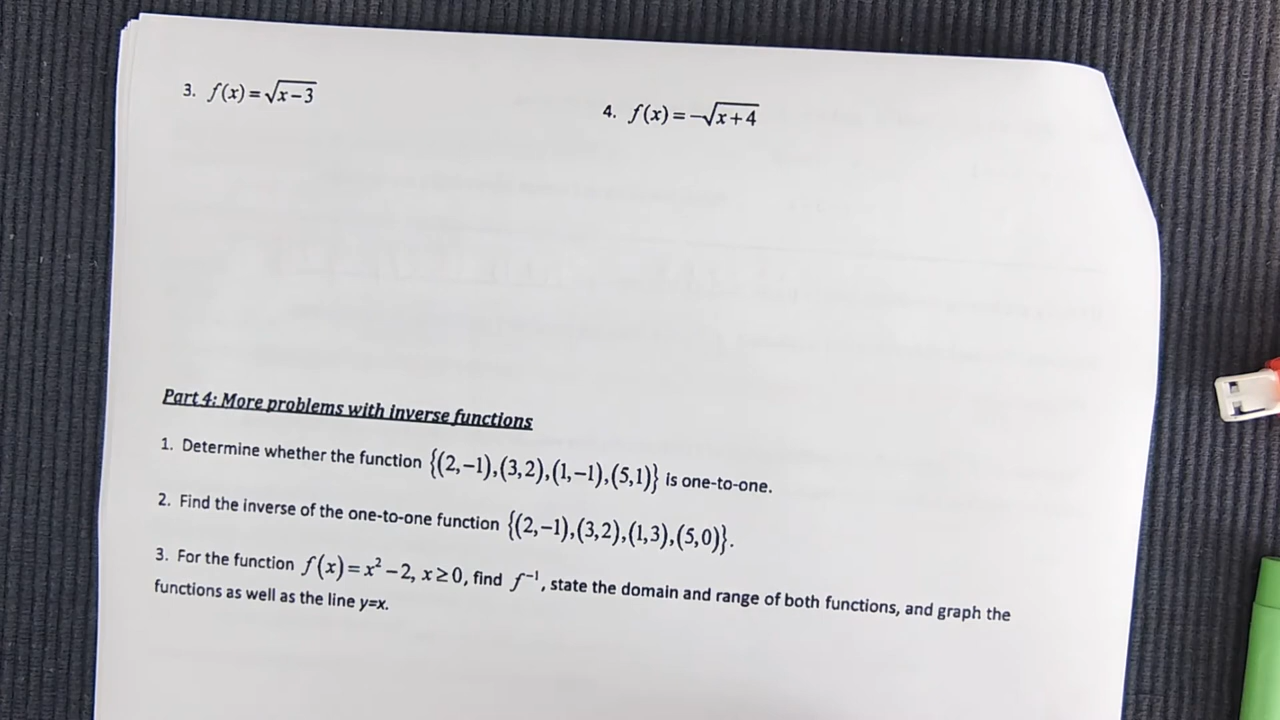 3. f(x)=√x−3
4. f(x)=−√x+4
Part 4: More problems with inverse functions
1. Determine whether the function {(2,−1),(3,2),(1,−1),(5,1)} is one-to-one.
2. Find the inverse of the one-to-one function {(2,−1),(3,2),(1,3),(5,0)}.
3. For the function f(x)=x²−2, x≥0, find f⁻¹, state the domain and range of both functions, and graph the
functions as well as the line y=x.